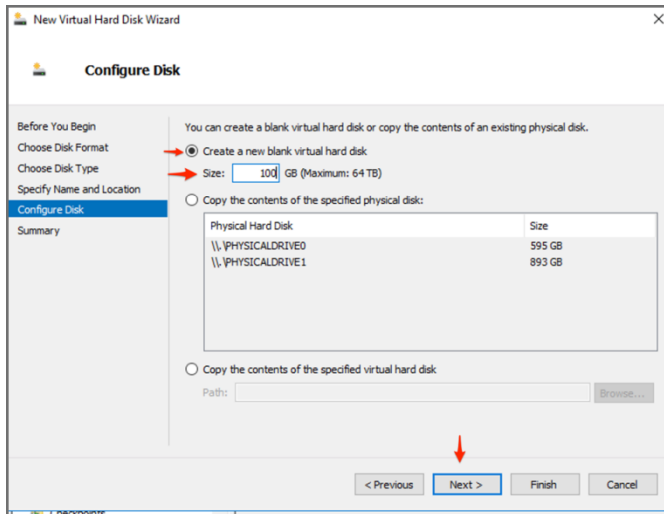 New Virtual Hard Disk Wizard
Configure Disk
Before You Begin
Choose Disk Format
Choose Disk Type
Specify Name and Location
Configure Disk
Summary
You can create a blank virtual hard disk or copy the contents of an existing physical disk.
Create a new blank virtual hard disk
Size: 100 GB (Maximum: 64 TB)
Copy the contents of the specified physical disk:
Physical Hard Disk Size
\\.\PHYSICALDRIVE0 595 GB
\\.\PHYSICALDRIVE1 893 GB
Copy the contents of the specified virtual hard disk
Path: Browse...
< Previous Next > Finish Cancel
Checkpoints